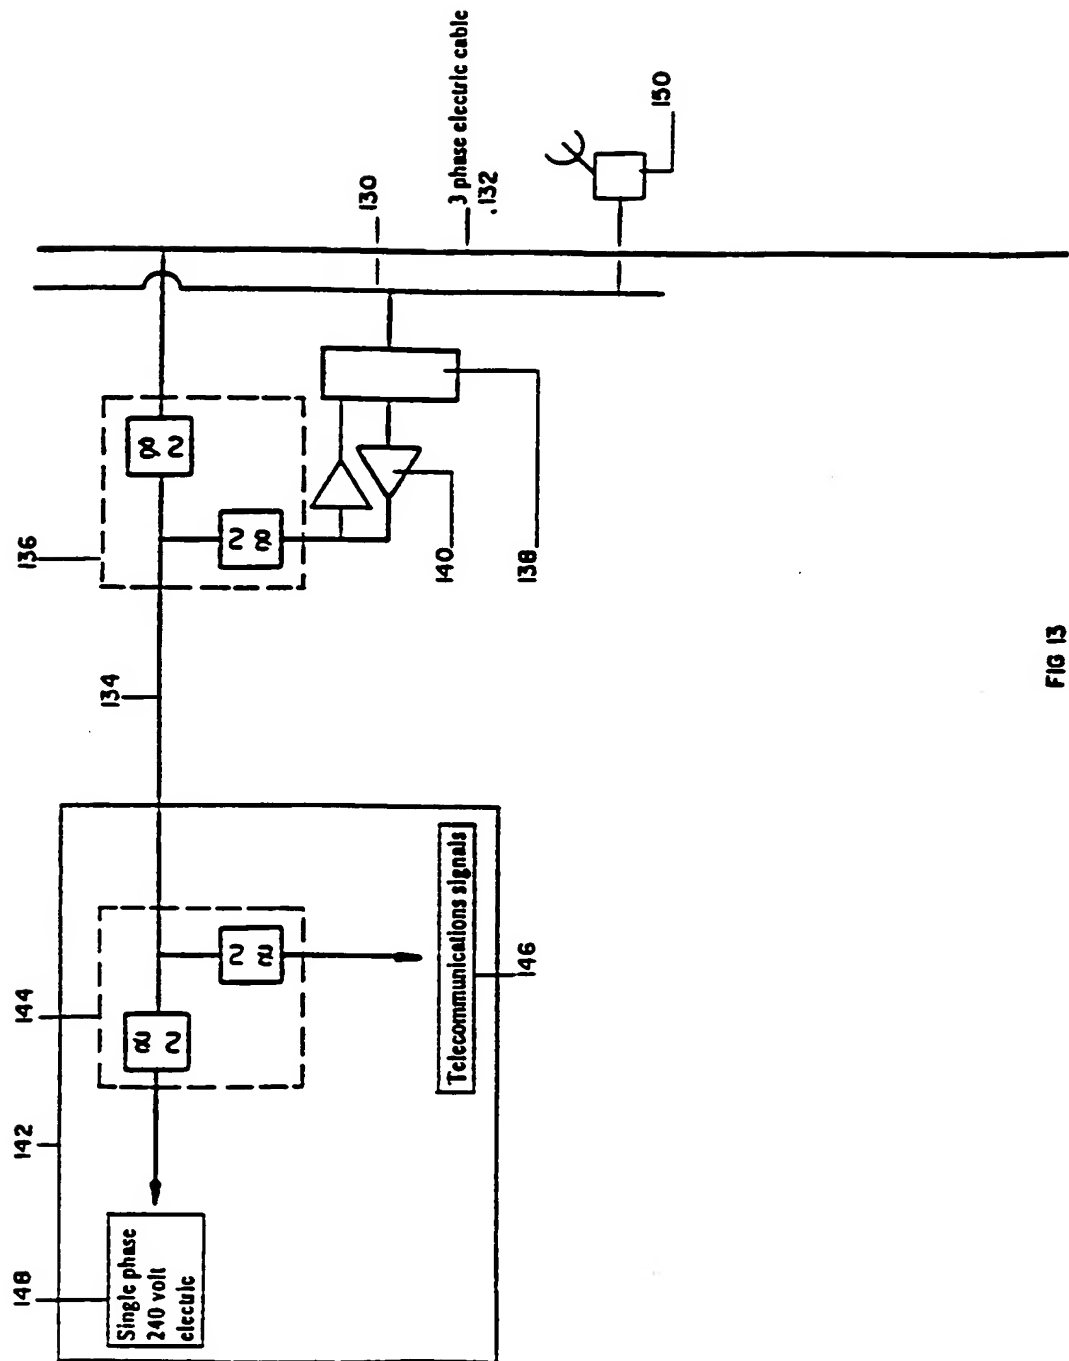 3 phase electric cable
.132
130
150
136
140
138
134
144
142
146
148
Telecommunications signals
Single phase
240 volt
electric
FIG 13